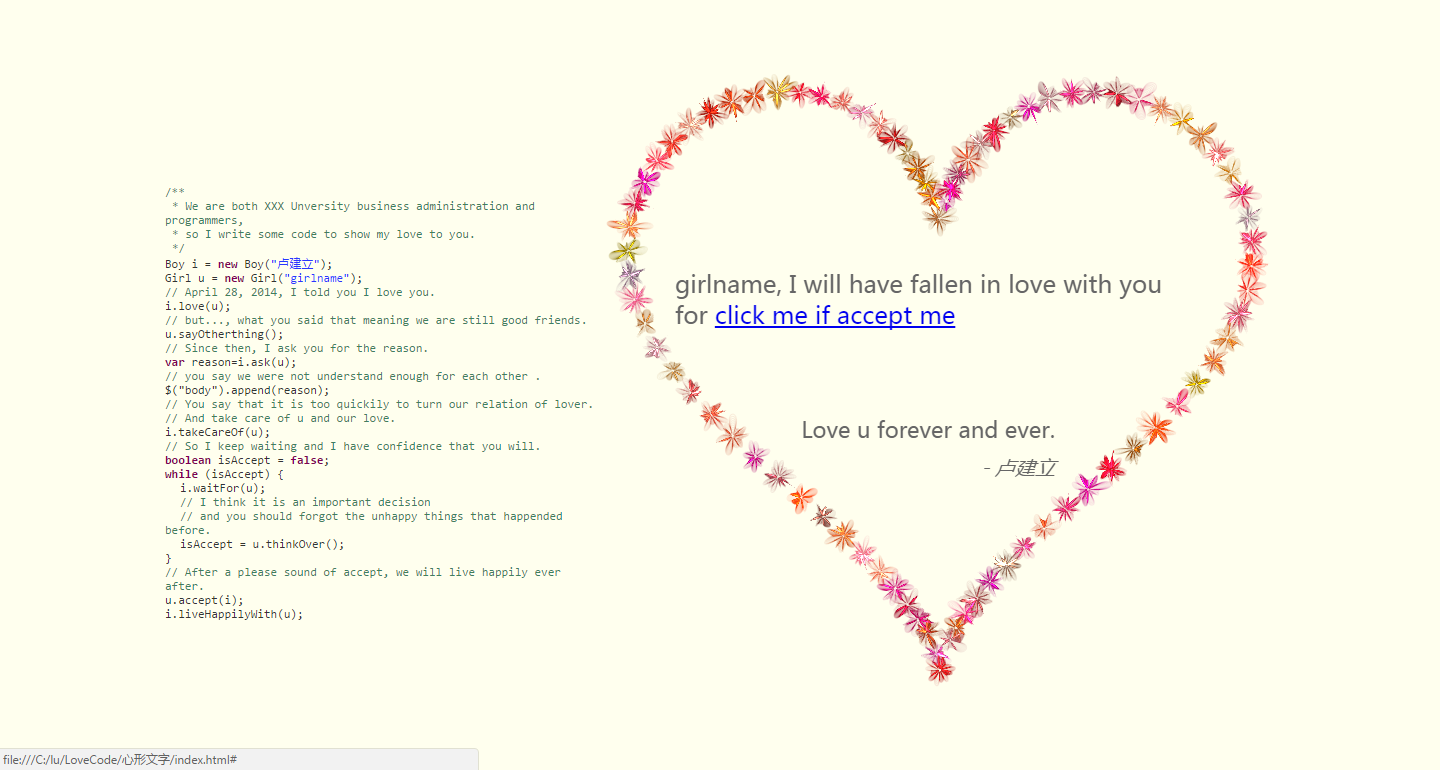 /**
 * We are both XXX Unversity business administration and
programmers,
 * so I write some code to show my love to you.
 */
Boy i = new Boy("卢建立");
Girl u = new Girl("girlname");
// April 28, 2014, I told you I love you.
i.love(u);
// but..., what you said that meaning we are still good friends.
u.sayOtherthing();
// Since then, I ask you for the reason.
var reason=i.ask(u);
// you say we were not understand enough for each other .
$("body").append(reason);
// You say that it is too quickily to turn our relation of lover.
// And take care of u and our love.
i.takeCareOf(u);
// So I keep waiting and I have confidence that you will.
boolean isAccept = false;
while (isAccept) {
  i.waitFor(u);
  // I think it is an important decision
  // and you should forgot the unhappy things that happended
before.
  isAccept = u.thinkOver();
}
// After a please sound of accept, we will live happily ever
after.
u.accept(i);
i.liveHappilyWith(u);
girlname, I will have fallen in love with you
for click me if accept me
Love u forever and ever.
- 卢建立
file:///C:/lu/LoveCode/心形文字/index.html#